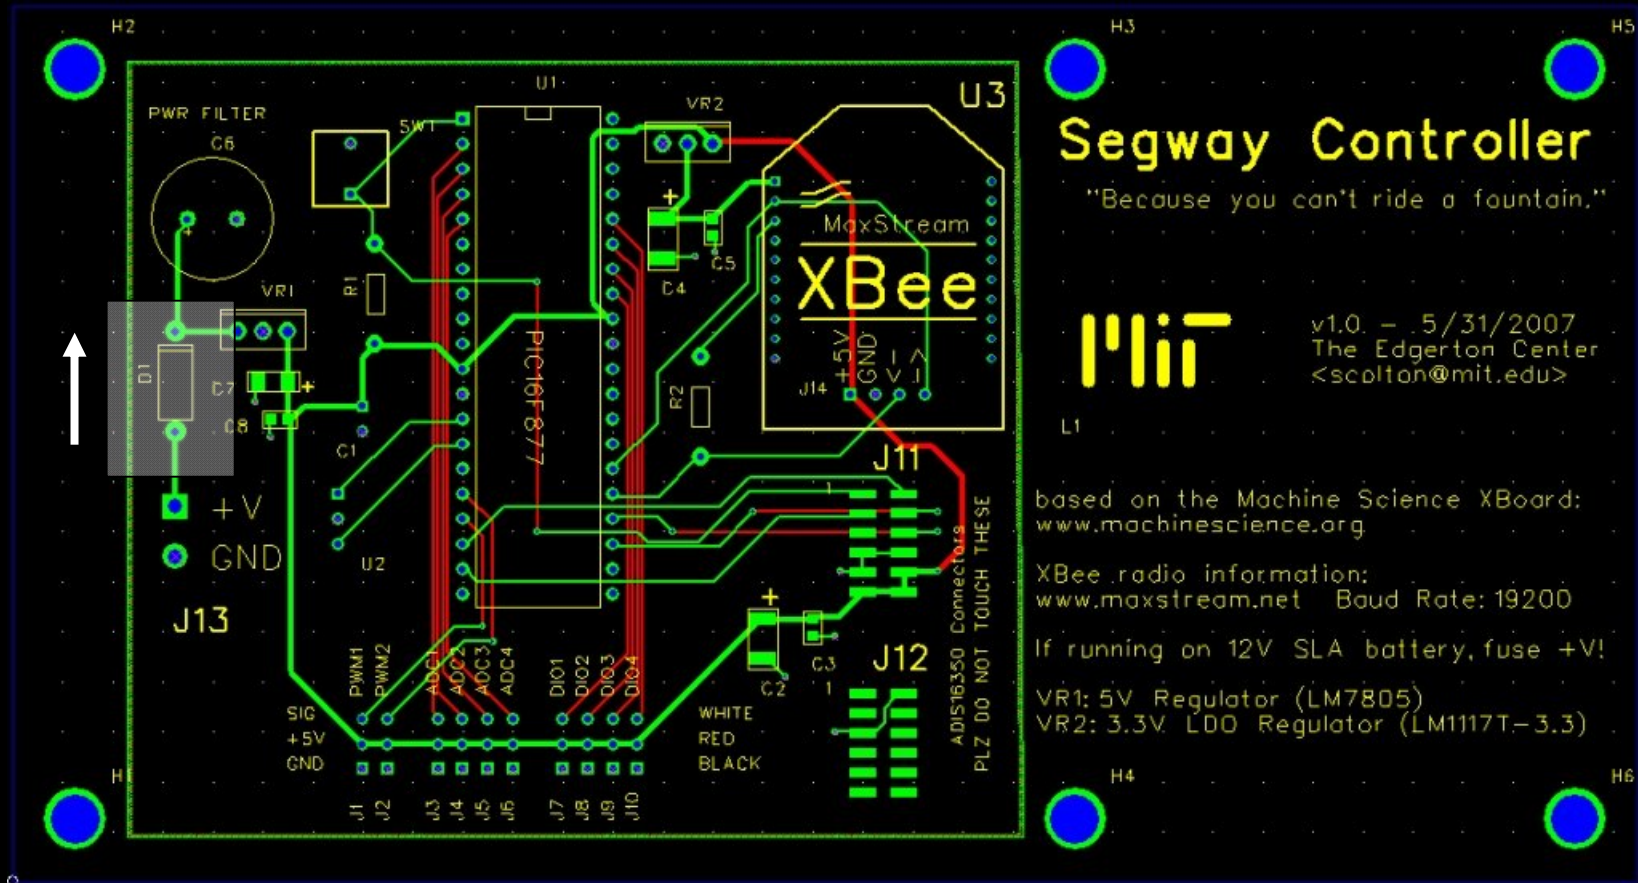 H2
H3
H5
PWR FILTER
C6
SW1
U1
VR2
U3
Segway Controller
"Because you can't ride a fountain."
MaxStream
XBee
C5
C4
R1
VR1
D1
C7
C8
C1
PIC16F877
R2
+5V
GND
J14
MIT
v1.0 - 5/31/2007
The Edgerton Center
<scolton@mit.edu>
L1
J11
1
+V
GND
U2
J13
based on the Machine Science XBoard:
www.machinescience.org
XBee radio information:
www.maxstream.net Baud Rate: 19200
If running on 12V SLA battery, fuse +V!
VR1: 5V Regulator (LM7805)
VR2: 3.3V LDO Regulator (LM1117T-3.3)
ADIS16350 Connectors
PLZ DO NOT TOUCH THESE
C3
C2
J12
1
PWM1
PWM2
ADC1
ADC2
ADC3
ADC4
DIO1
DIO2
DIO3
DIO4
SIG
+5V
GND
WHITE
RED
BLACK
H1
H4
H6
J1
J2
J3
J4
J5
J6
J7
J8
J9
J10